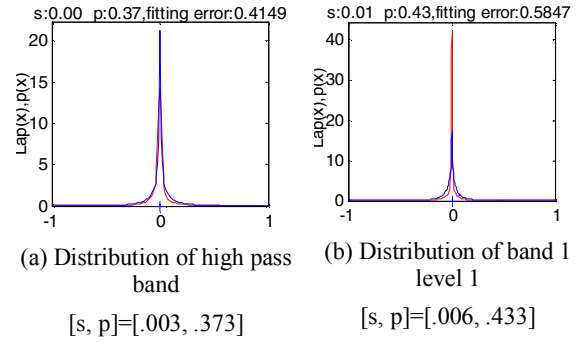 s:0.00 p:0.37,fitting error:0.4149
Lap(x),p(x)
20
15
10
5
0
-1 0 1
(a) Distribution of high pass
band
[s, p]=[.003, .373]
s:0.01 p:0.43,fitting error:0.5847
Lap(x),p(x)
40
30
20
10
0
-1 0 1
(b) Distribution of band 1
level 1
[s, p]=[.006, .433]